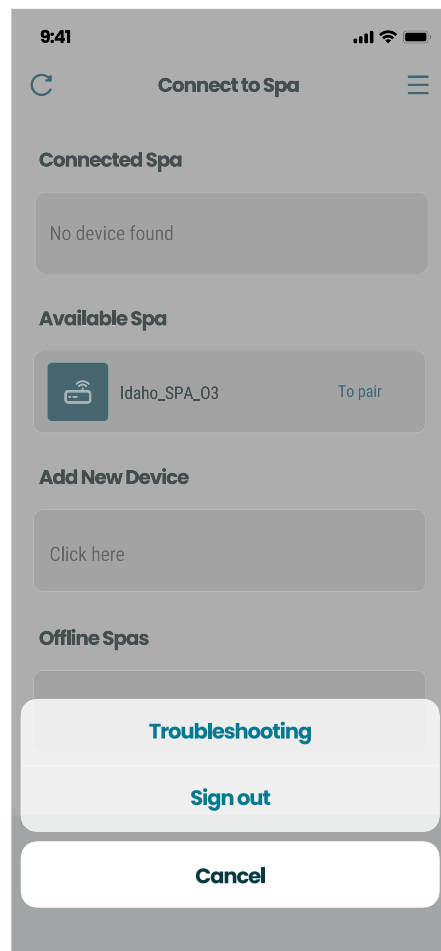 9:41
Connect to Spa
Connected Spa
No device found
Available Spa
Idaho_SPA_03 To pair
Add New Device
Click here
Offline Spas
Troubleshooting
Sign out
Cancel